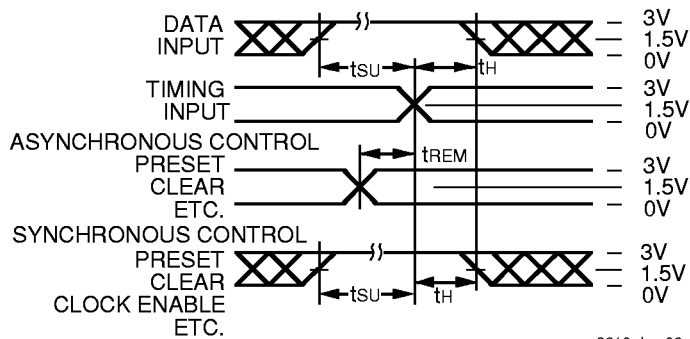 DATA
INPUT
3V
1.5V
0V
tSU
tH
TIMING
INPUT
3V
1.5V
0V
ASYNCHRONOUS CONTROL
tREM
PRESET
CLEAR
ETC.
3V
1.5V
0V
SYNCHRONOUS CONTROL
PRESET
CLEAR
CLOCK ENABLE
ETC.
3V
1.5V
0V
tSU
tH